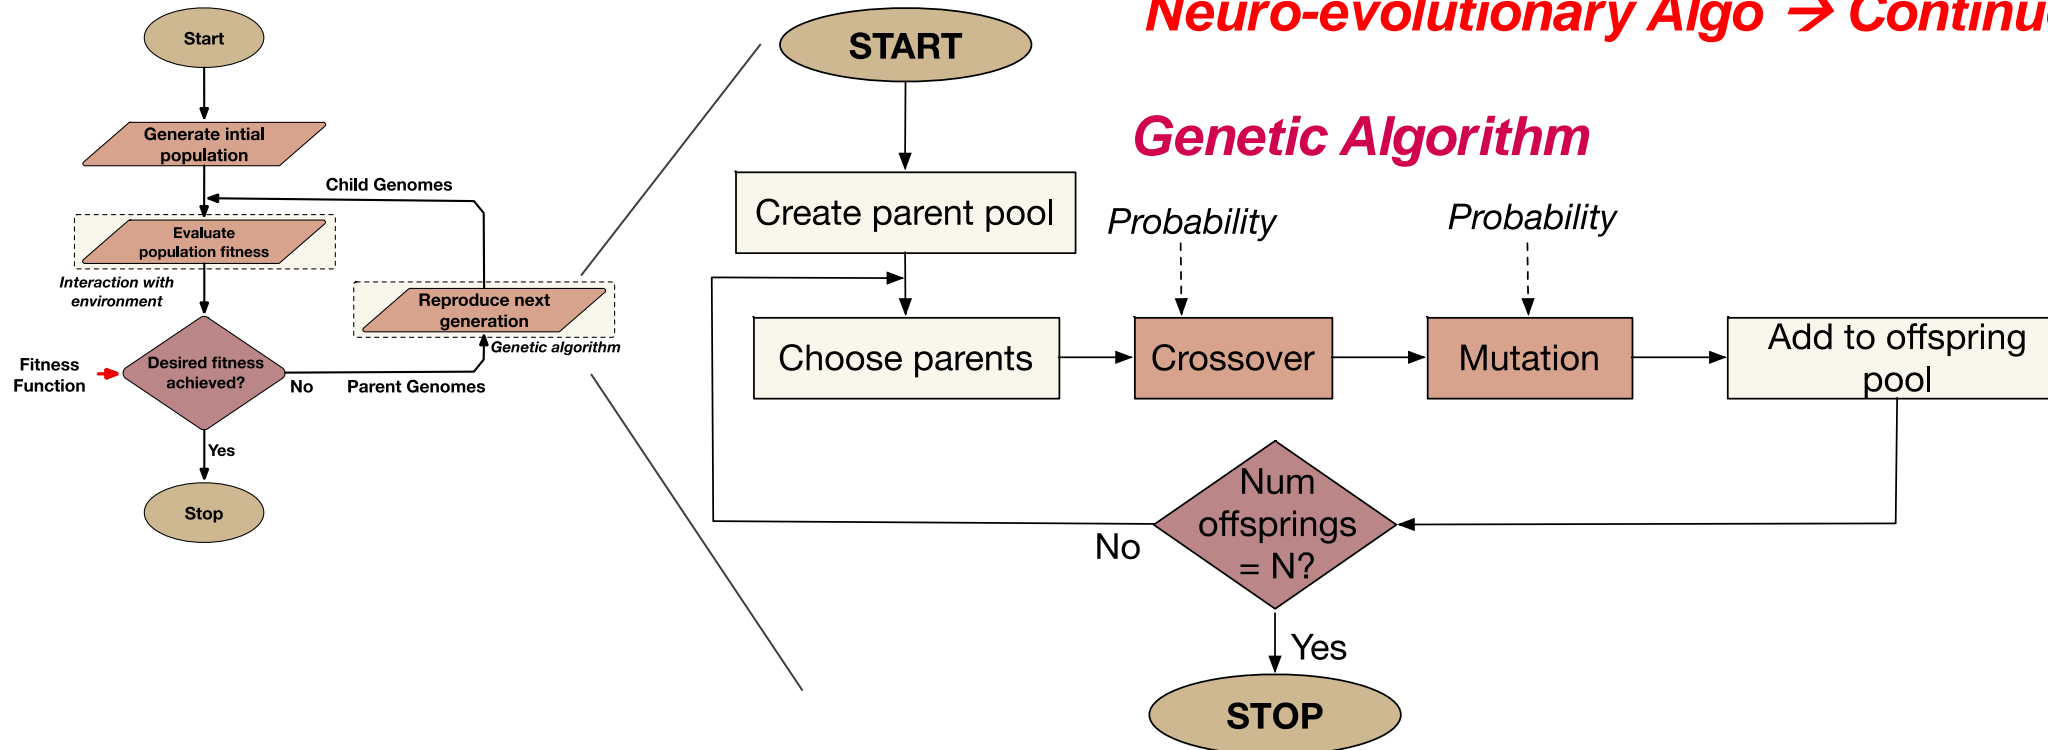 Neuro-evolutionary Algo → Continu
Genetic Algorithm
Start
Generate intial
population
Child Genomes
Evaluate
population fitness
Interaction with
environment
Reproduce next
generation
Genetic algorithm
Fitness
Function
Desired fitness
achieved?
No
Parent Genomes
Yes
Stop
START
Create parent pool
Probability
Probability
Choose parents
Crossover
Mutation
Add to offspring
pool
Num
offsprings
= N?
No
Yes
STOP